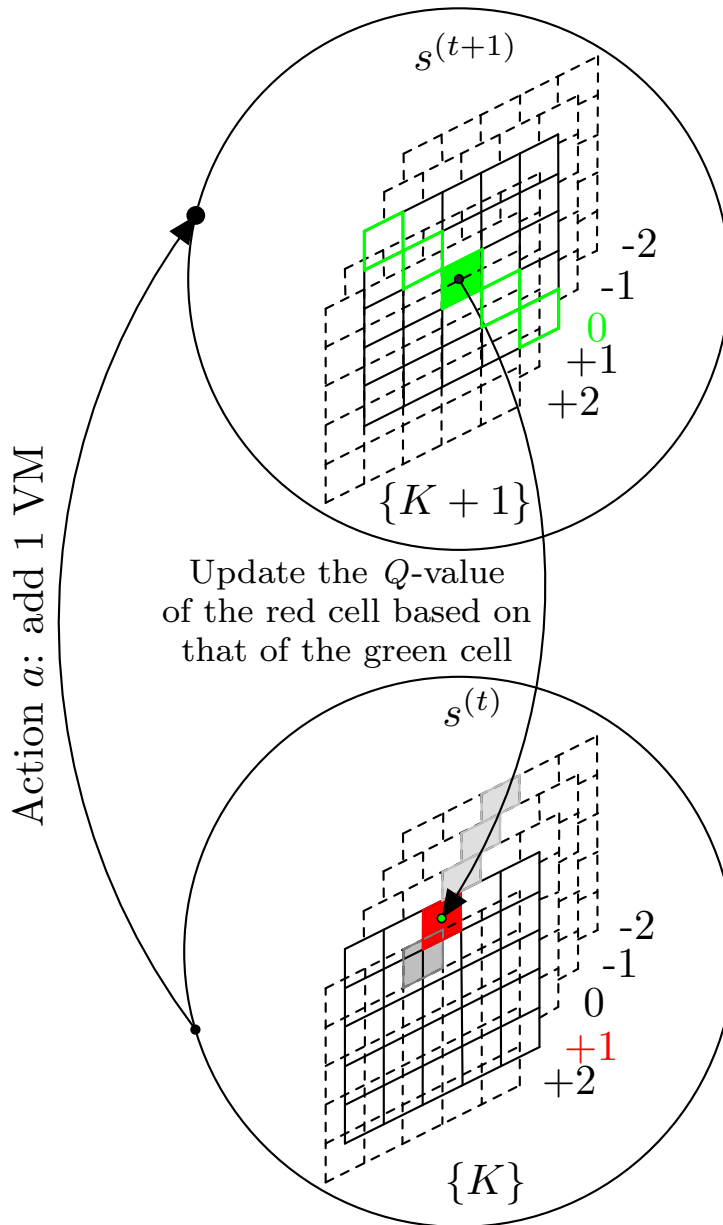 s^{(t+1)}
-2
-1
0
+1
+2
{K + 1}
Action a: add 1 VM
Update the Q-value
of the red cell based on
that of the green cell
s^{(t)}
-2
-1
0
+1
+2
{K}